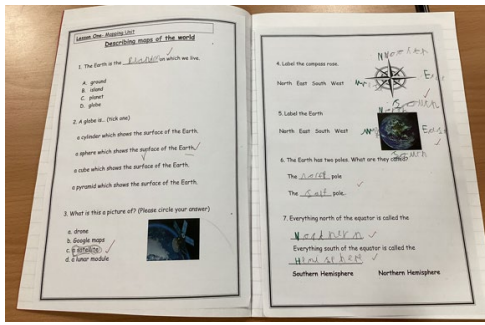 Lesson One- Mapping Unit
Describing maps of the world
1. The Earth is the planet on which we live.
A. ground
B. island
C. planet
D. globe
2. A globe is.. (tick one)
a cylinder which shows the surface of the Earth.
a sphere which shows the surface of the Earth.
a cube which shows the surface of the Earth.
a pyramid which shows the surface of the Earth.
3. What is this a picture of? (Please circle your answer)
a. drone
b. Google maps
c. a satellite
d. a lunar module
4. Label the compass rose.
North East South West
5. Label the Earth
North East South West
6. The Earth has two poles. What are they called?
The pole
The pole.
7. Everything north of the equator is called the
Everything south of the equator is called the
Southern Hemisphere Northern Hemisphere